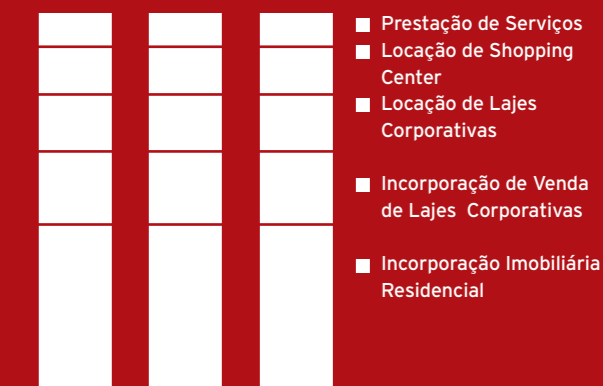 Prestação de Serviços
Locação de Shopping
Center
Locação de Lajes
Corporativas
Incorporação de Venda
de Lajes Corporativas
Incorporação Imobiliária
Residencial